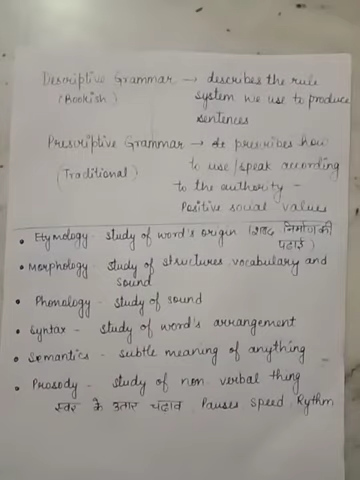 Descriptive Grammar → describes the rule
(Bookish) system we use to produce
sentences
Prescriptive Grammar → prescribes how
to use/speak according
(Traditional) to the authority -
Positive social values
• Etymology - study of word's origin (शब्द निर्माण की
पढाई)
• Morphology - study of structures vocabulary and
sound
• Phonology - study of sound
• Syntax - study of word's arrangement
• Semantics - subtle meaning of anything
• Prosody - study of non verbal thing
स्वर के उतार चढ़ाव Pauses speed Rythm